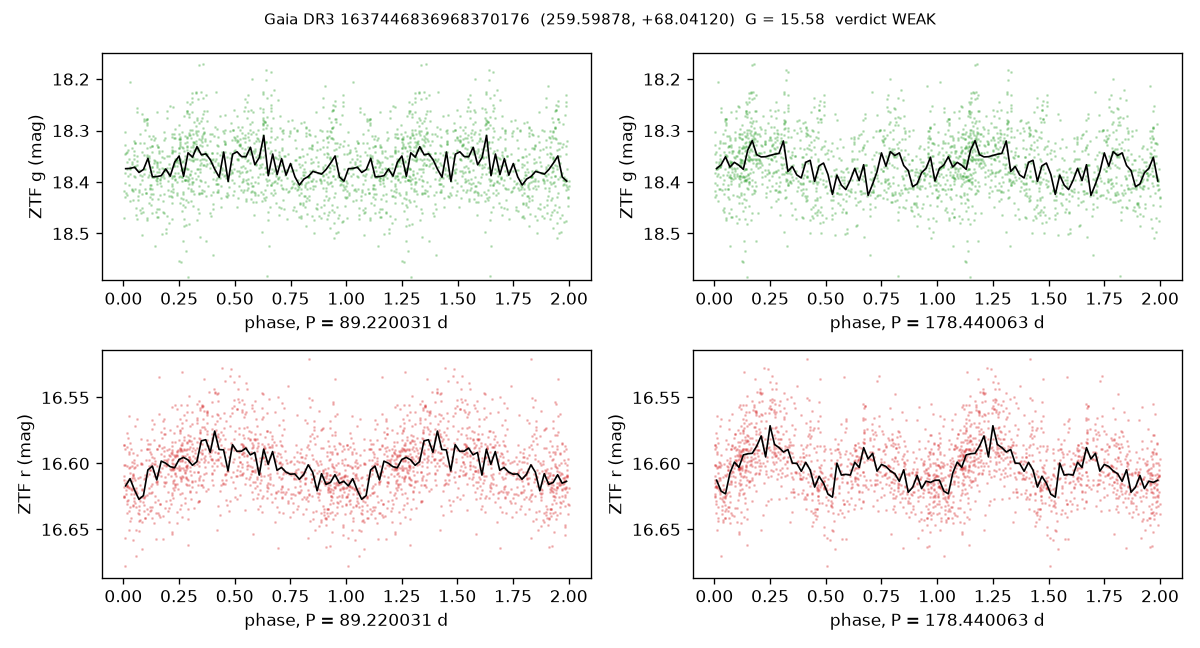 Gaia DR3 1637446836968370176  (259.59878, +68.04120)  G = 15.58  verdict WEAK
ZTF g (mag)
18.2
18.3
18.4
18.5
0.00 0.25 0.50 0.75 1.00 1.25 1.50 1.75 2.00
phase, P = 89.220031 d
ZTF g (mag)
18.2
18.3
18.4
18.5
0.00 0.25 0.50 0.75 1.00 1.25 1.50 1.75 2.00
phase, P = 178.440063 d
ZTF r (mag)
16.55
16.60
16.65
0.00 0.25 0.50 0.75 1.00 1.25 1.50 1.75 2.00
phase, P = 89.220031 d
ZTF r (mag)
16.55
16.60
16.65
0.00 0.25 0.50 0.75 1.00 1.25 1.50 1.75 2.00
phase, P = 178.440063 d